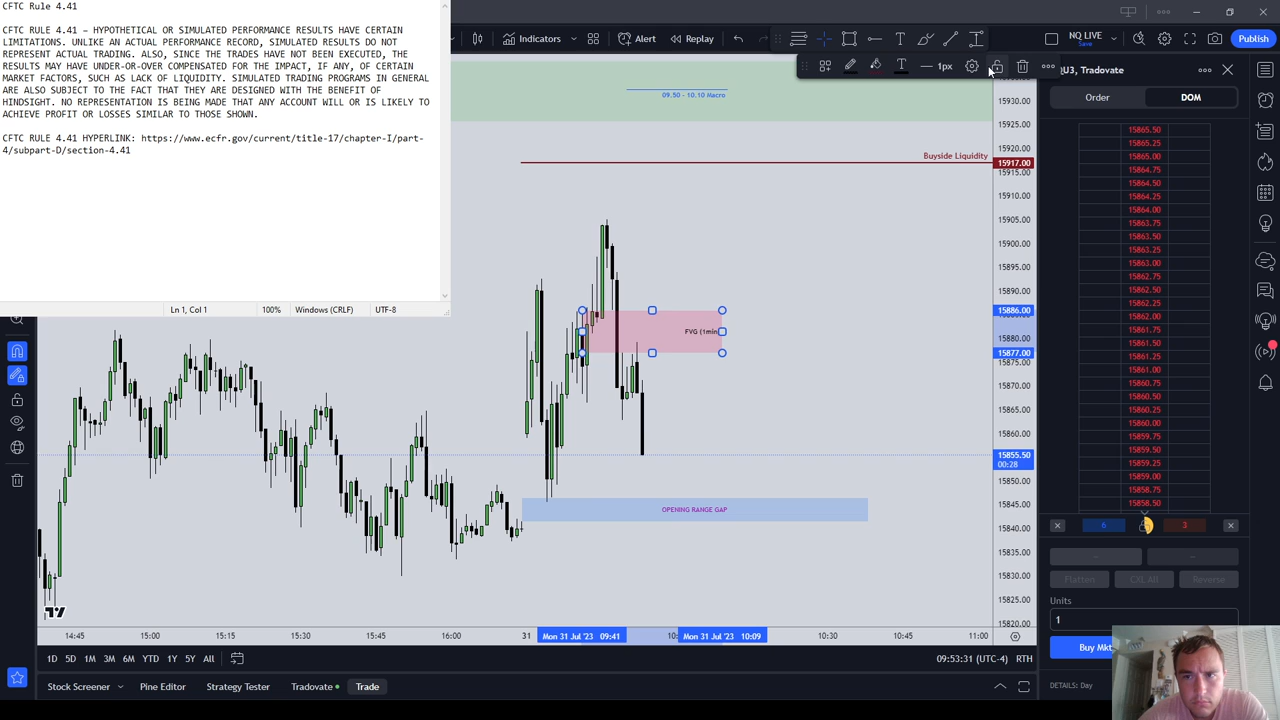 CFTC Rule 4.41
CFTC RULE 4.41 – HYPOTHETICAL OR SIMULATED PERFORMANCE RESULTS HAVE CERTAIN
LIMITATIONS. UNLIKE AN ACTUAL PERFORMANCE RECORD, SIMULATED RESULTS DO NOT
REPRESENT ACTUAL TRADING. ALSO, SINCE THE TRADES HAVE NOT BEEN EXECUTED, THE
RESULTS MAY HAVE UNDER-OR-OVER COMPENSATED FOR THE IMPACT, IF ANY, OF CERTAIN
MARKET FACTORS, SUCH AS LACK OF LIQUIDITY. SIMULATED TRADING PROGRAMS IN GENERAL
ARE ALSO SUBJECT TO THE FACT THAT THEY ARE DESIGNED WITH THE BENEFIT OF
HINDSIGHT. NO REPRESENTATION IS BEING MADE THAT ANY ACCOUNT WILL OR IS LIKELY TO
ACHIEVE PROFIT OR LOSSES SIMILAR TO THOSE SHOWN.
CFTC RULE 4.41 HYPERLINK: https://www.ecfr.gov/current/title-17/chapter-I/part-
4/subpart-D/section-4.41
Ln 1, Col 1 100% Windows (CRLF) UTF-8
Indicators Alert Replay
NQ LIVE
Save
Publish
1px
QU3, Tradovate
Order DOM
09.50 - 10.10 Macro
Buyside Liquidity
FVG (1min
OPENING RANGE GAP
15930.00
15925.00
15920.00
15917.00
15915.00
15910.00
15905.00
15900.00
15895.00
15890.00
15886.00
15880.00
15877.00
15875.00
15870.00
15865.00
15860.00
15855.50
00:28
15850.00
15845.00
15840.00
15835.00
15830.00
15825.00
15820.00
15865.50
15865.25
15865.00
15864.75
15864.50
15864.25
15864.00
15863.75
15863.50
15863.25
15863.00
15862.75
15862.50
15862.25
15862.00
15861.75
15861.50
15861.25
15861.00
15860.75
15860.50
15860.25
15860.00
15859.75
15859.50
15859.25
15859.00
15858.75
15858.50
6 3
Flatten CXL All Reverse
Units
1
Buy Mkt
DETAILS: Day
14:45 15:00 15:15 15:30 15:45 16:00 31 Mon 31 Jul '23 09:41 10: Mon 31 Jul '23 10:09 10:30 10:45 11:00
1D 5D 1M 3M 6M YTD 1Y 5Y All
09:53:31 (UTC-4) RTH
Stock Screener Pine Editor Strategy Tester Tradovate Trade